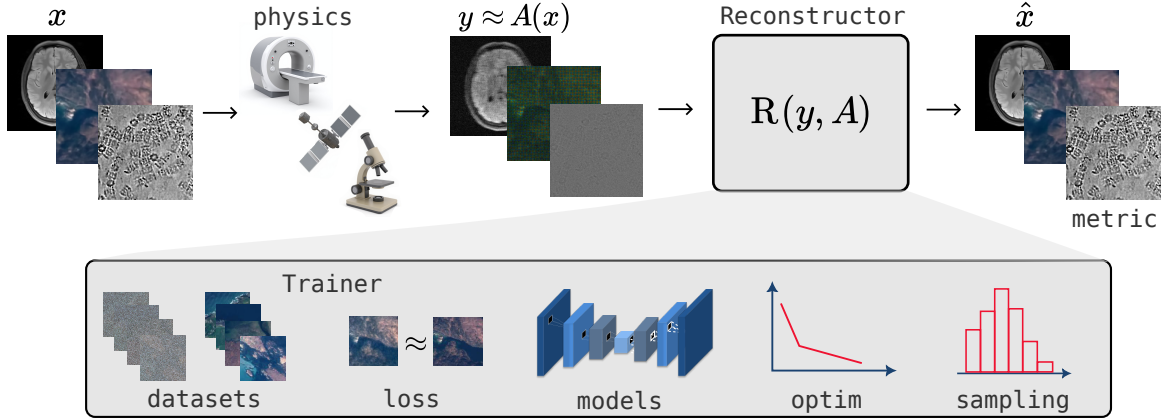 x
physics
y ≈ A(x)
Reconstructor
x̂
R(y, A)
metric
Trainer
≈
datasets
loss
models
optim
sampling